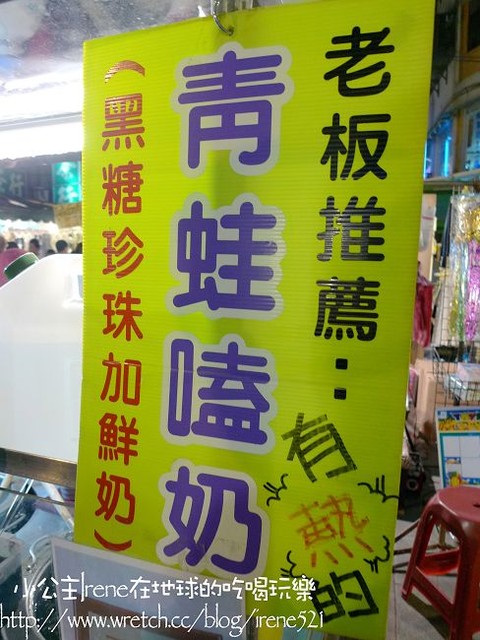 老板推薦：
有熱的
青蛙嗑奶
（黑糖珍珠加鮮奶）
小公主Irene在地球的吃喝玩樂
http://www.wretch.cc/blog/irene521